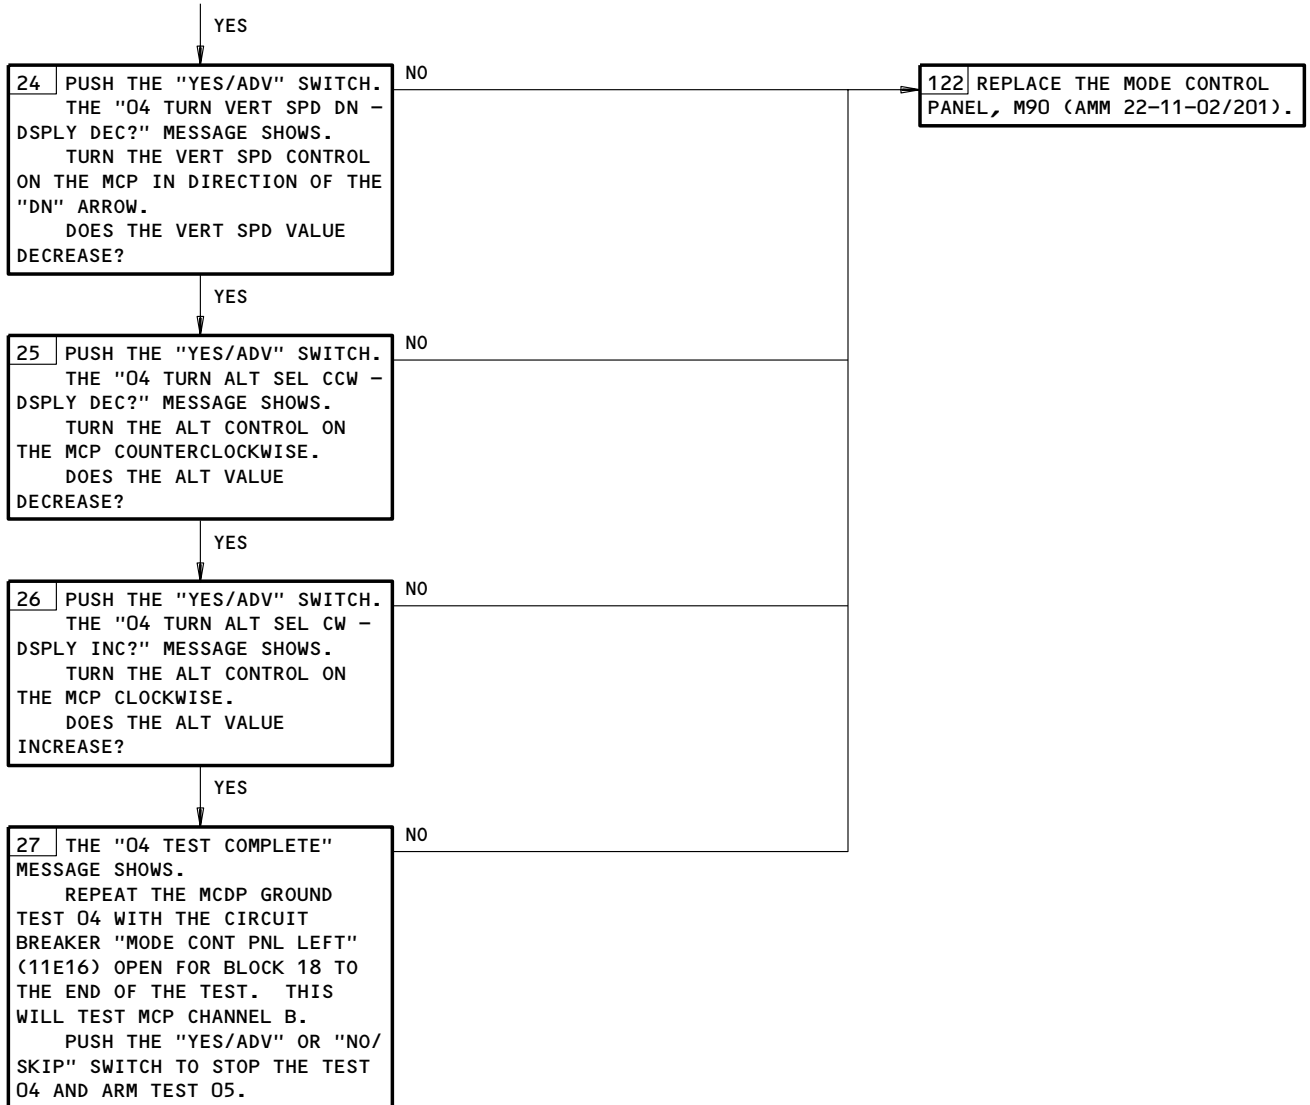 YES
24 PUSH THE "YES/ADV" SWITCH.
THE "04 TURN VERT SPD DN –
DSPLY DEC?" MESSAGE SHOWS.
TURN THE VERT SPD CONTROL
ON THE MCP IN DIRECTION OF THE
"DN" ARROW.
DOES THE VERT SPD VALUE
DECREASE?
NO
122 REPLACE THE MODE CONTROL
PANEL, M90 (AMM 22-11-02/201).
YES
25 PUSH THE "YES/ADV" SWITCH.
THE "04 TURN ALT SEL CCW –
DSPLY DEC?" MESSAGE SHOWS.
TURN THE ALT CONTROL ON
THE MCP COUNTERCLOCKWISE.
DOES THE ALT VALUE
DECREASE?
NO
YES
26 PUSH THE "YES/ADV" SWITCH.
THE "04 TURN ALT SEL CW –
DSPLY INC?" MESSAGE SHOWS.
TURN THE ALT CONTROL ON
THE MCP CLOCKWISE.
DOES THE ALT VALUE
INCREASE?
NO
YES
27 THE "04 TEST COMPLETE"
MESSAGE SHOWS.
REPEAT THE MCDP GROUND
TEST 04 WITH THE CIRCUIT
BREAKER "MODE CONT PNL LEFT"
(11E16) OPEN FOR BLOCK 18 TO
THE END OF THE TEST.  THIS
WILL TEST MCP CHANNEL B.
PUSH THE "YES/ADV" OR "NO/
SKIP" SWITCH TO STOP THE TEST
04 AND ARM TEST 05.
NO